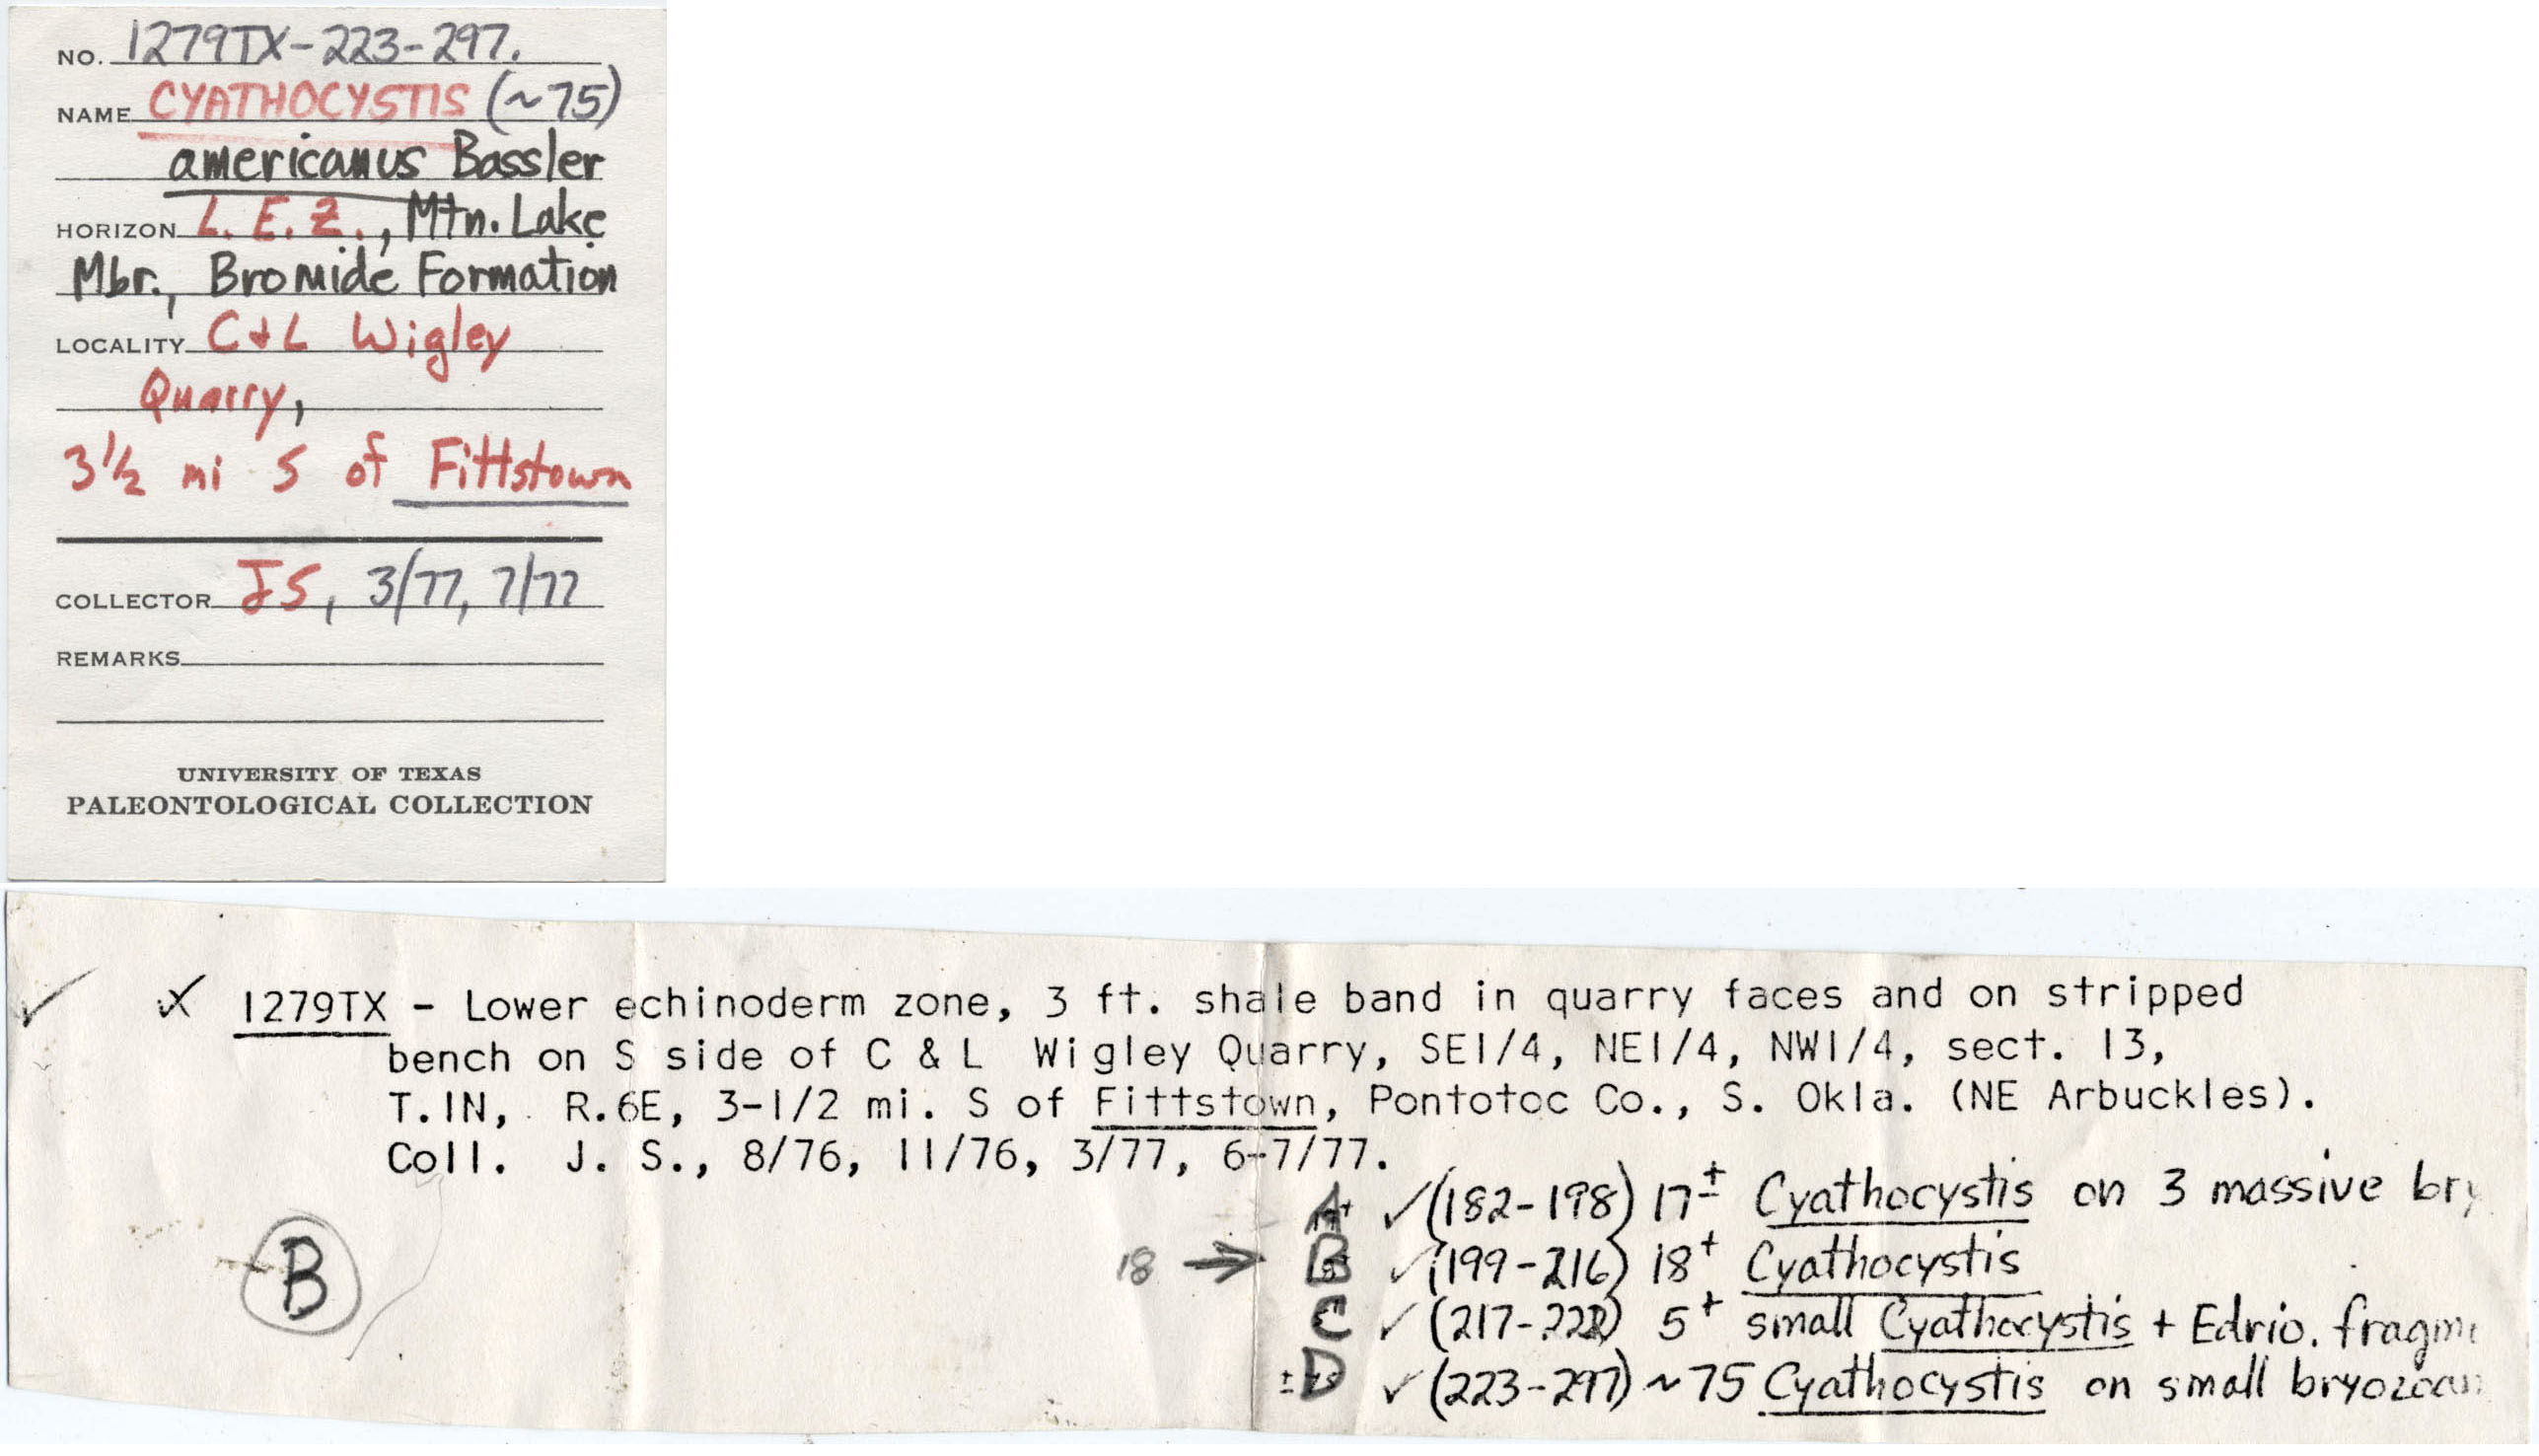 NO. 1279TX-223-297.
NAME CYATHOCYSTIS (~75)
americanus Bassler
HORIZON L. E. Z., Mtn. Lake
Mbr., Bromide Formation
LOCALITY C & L Wigley
Quarry,
3 1/2 mi S of Fittstown
COLLECTOR JS, 3/77, 7/77
REMARKS
UNIVERSITY OF TEXAS
PALEONTOLOGICAL COLLECTION
1279TX - Lower echinoderm zone, 3 ft. shale band in quarry faces and on stripped
bench on S side of C & L Wigley Quarry, SE1/4, NE1/4, NW1/4, sect. 13,
T.1N, R.6E, 3-1/2 mi. S of Fittstown, Pontotoc Co., S. Okla. (NE Arbuckles).
Coll. J. S., 8/76, 11/76, 3/77, 6-7/77.
A ✓ (182-198) 17± Cyathocystis on 3 massive bry
B
18 → B ✓ (199-216) 18+ Cyathocystis
C ✓ (217-222) 5+ small Cyathocystis + Edrio. fragm
± D ✓ (223-297) ~75 Cyathocystis on small bryozoan